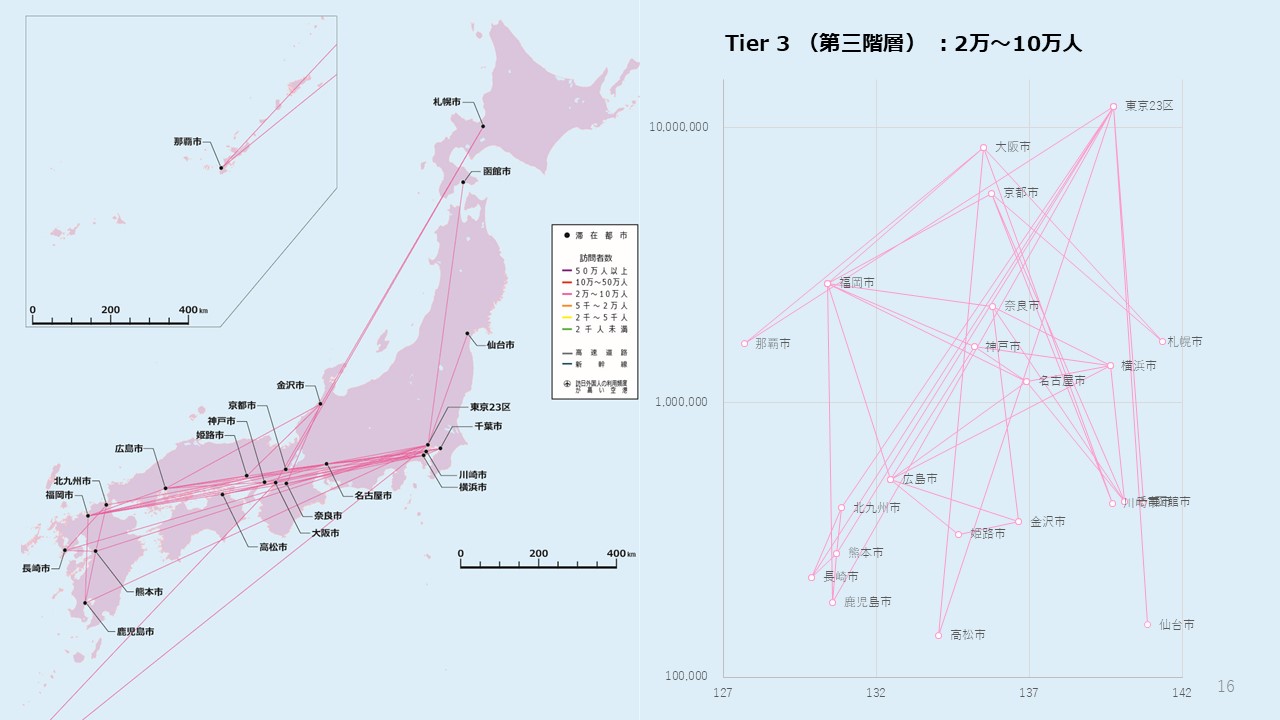 札幌市
那覇市
函館市
0 200 400 km
滞在都市
訪問者数
50万人以上
10万～50万人
2万～10万人
5千～2万人
2千～5千人
2千人未満
高速道路
新幹線
訪日外国人の利用頻度
が高い空港
仙台市
金沢市
京都市
東京23区
神戸市
千葉市
姫路市
広島市
川崎市
北九州市
横浜市
福岡市
名古屋市
奈良市
大阪市
高松市
0 200 400 km
長崎市
熊本市
鹿児島市
Tier 3 （第三階層） ：2万～10万人
東京23区
10,000,000
大阪市
京都市
福岡市
奈良市
那覇市
札幌市
神戸市
横浜市
名古屋市
1,000,000
広島市
川崎市
函館市
北九州市
金沢市
姫路市
熊本市
長崎市
鹿児島市
仙台市
高松市
100,000
127 132 137 142
16